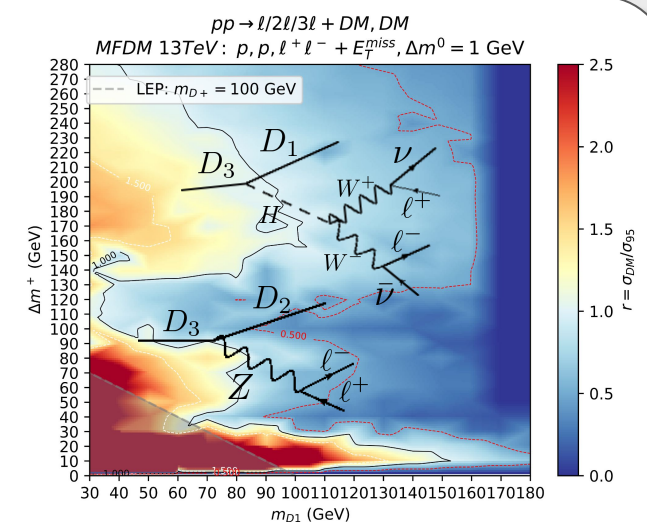 pp → ℓ/2ℓ/3ℓ + DM, DM
MFDM 13TeV : p, p, ℓ⁺ℓ⁻ + E_T^miss, Δm⁰ = 1 GeV
LEP: m_D+ = 100 GeV
280
270
260
250
240
230
220
210
200
190
180
170
160
150
140
130
120
110
100
90
80
70
60
50
40
30
20
10
0
Δm⁺ (GeV)
D₃
D₁
H
W⁺
ν
ℓ⁺
W⁻
ℓ⁻
ν̄
D₃
D₂
Z
ℓ⁻
ℓ⁺
1.500
1.000
0.500
1.500
1.000
30 40 50 60 70 80 90 100 110 120 130 140 150 160 170 180
m_D1 (GeV)
2.5
2.0
1.5
1.0
0.5
0.0
r = σ_DM/σ_95